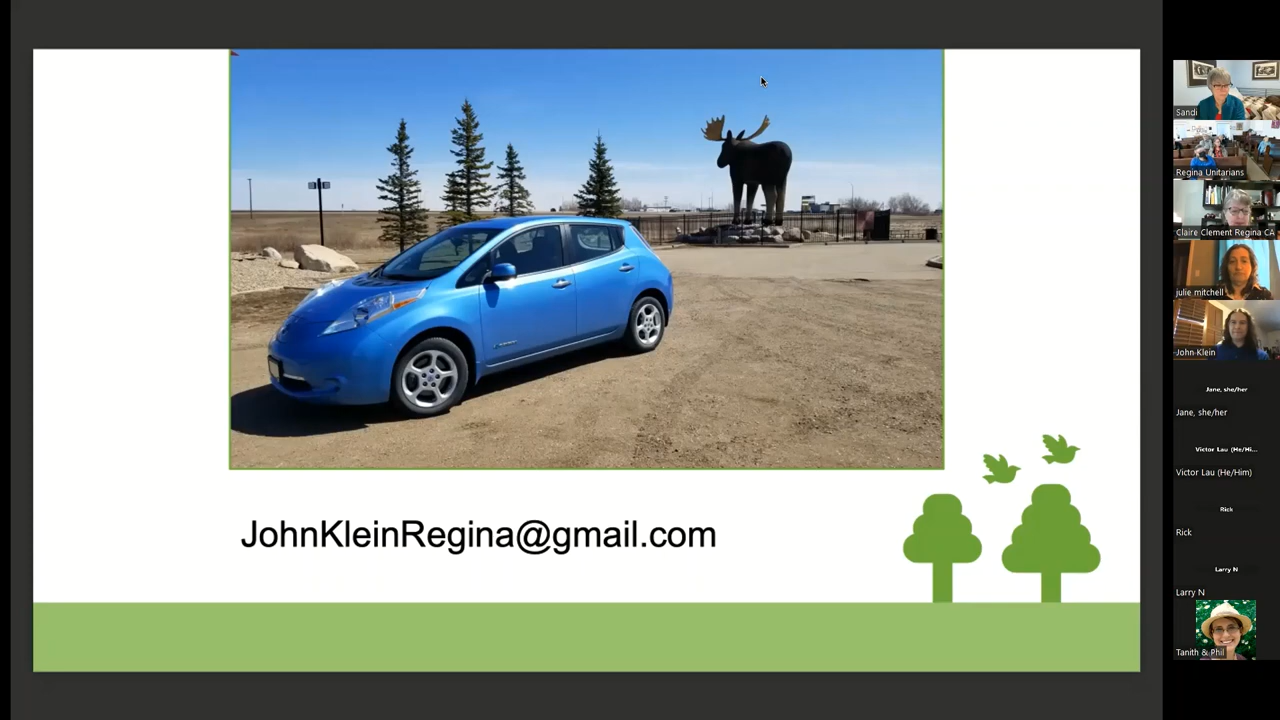 JohnKleinRegina@gmail.com
Sandi
Regina Unitarians
Claire Clement Regina CA
julie mitchell
John Klein
Jane, she/her
Jane, she/her
Victor Lau (He/Hi...
Victor Lau (He/Him)
Rick
Rick
Larry N
Larry N
Tanith & Phil